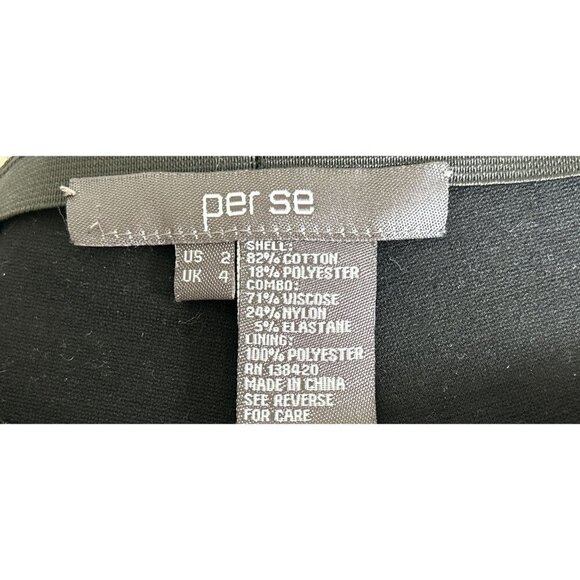 per se
US 2
UK 4
SHELL:
82% COTTON
18% POLYESTER
COMBO:
71% VISCOSE
24% NYLON
5% ELASTANE
LINING:
100% POLYESTER
RN 138420
MADE IN CHINA
SEE REVERSE
FOR CARE